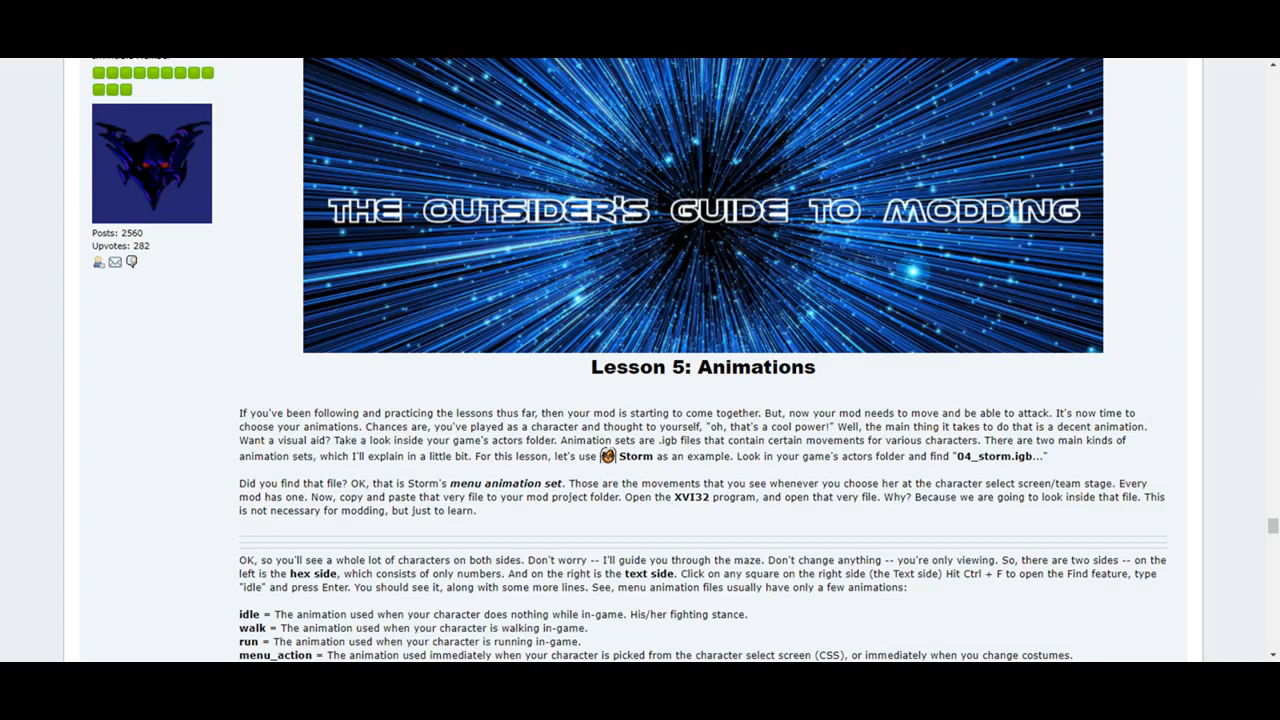 Posts: 2560
Upvotes: 282
THE OUTSIDER'S GUIDE TO MODDING
Lesson 5: Animations
If you've been following and practicing the lessons thus far, then your mod is starting to come together. But, now your mod needs to move and be able to attack. It's now time to
choose your animations. Chances are, you've played as a character and thought to yourself, "oh, that's a cool power!" Well, the main thing it takes to do that is a decent animation.
Want a visual aid? Take a look inside your game's actors folder. Animation sets are .igb files that contain certain movements for various characters. There are two main kinds of
animation sets, which I'll explain in a little bit. For this lesson, let's use Storm as an example. Look in your game's actors folder and find "04_storm.igb..."
Did you find that file? OK, that is Storm's menu animation set. Those are the movements that you see whenever you choose her at the character select screen/team stage. Every
mod has one. Now, copy and paste that very file to your mod project folder. Open the XVI32 program, and open that very file. Why? Because we are going to look inside that file. This
is not necessary for modding, but just to learn.
OK, so you'll see a whole lot of characters on both sides. Don't worry -- I'll guide you through the maze. Don't change anything -- you're only viewing. So, there are two sides -- on the
left is the hex side, which consists of only numbers. And on the right is the text side. Click on any square on the right side (the Text side) Hit Ctrl + F to open the Find feature, type
"idle" and press Enter. You should see it, along with some more lines. See, menu animation files usually have only a few animations:
idle = The animation used when your character does nothing while in-game. His/her fighting stance.
walk = The animation used when your character is walking in-game.
run = The animation used when your character is running in-game.
menu_action = The animation used immediately when your character is picked from the character select screen (CSS), or immediately when you change costumes.